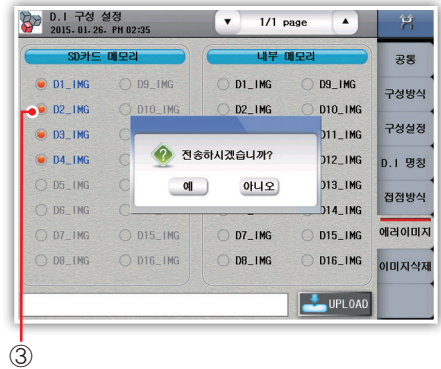 D.I 구성 설정
2015.01.26. PM 02:35
▼ 1/1 page ▲
SD카드 메모리
내부 메모리
D1_IMG D9_IMG D1_IMG D9_IMG
D2_IMG D10_IMG D2_IMG D10_IMG
D3_IMG D11_IMG
D4_IMG D12_IMG
D5_IMG D13_IMG
D6_IMG D14_IMG
D7_IMG D15_IMG D7_IMG D15_IMG
D8_IMG D16_IMG D8_IMG D16_IMG
전송하시겠습니까?
예 아니오
UPLOAD
공통
구성방식
구성설정
D.I 명칭
접점방식
에러이미지
이미지삭제
③